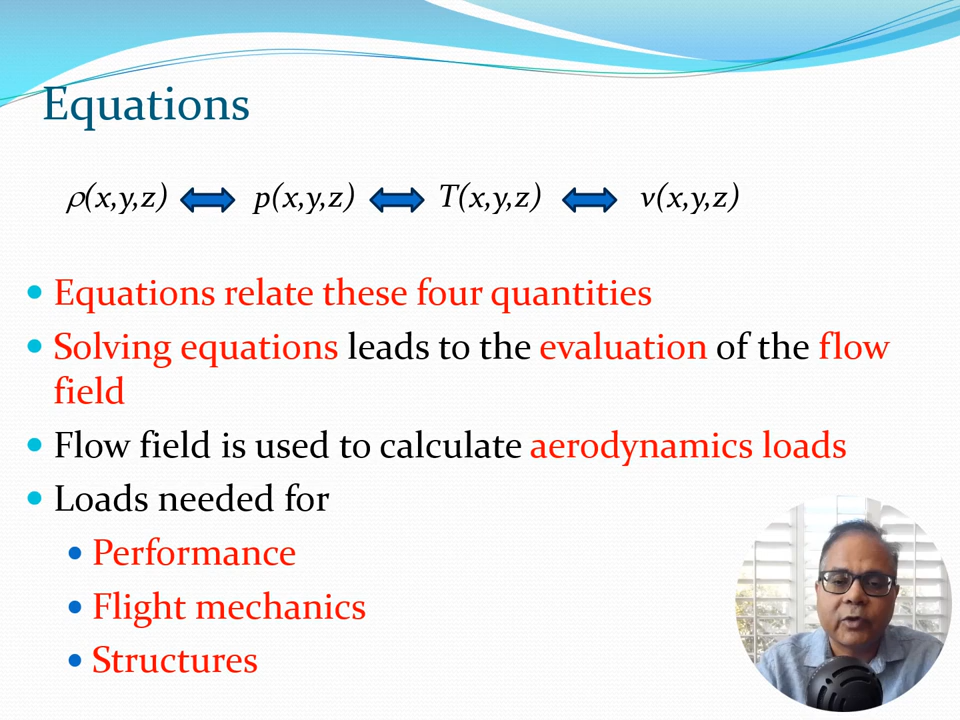 Equations
ρ(x,y,z) p(x,y,z) T(x,y,z) v(x,y,z)
Equations relate these four quantities
Solving equations leads to the evaluation of the flow
field
Flow field is used to calculate aerodynamics loads
Loads needed for
Performance
Flight mechanics
Structures